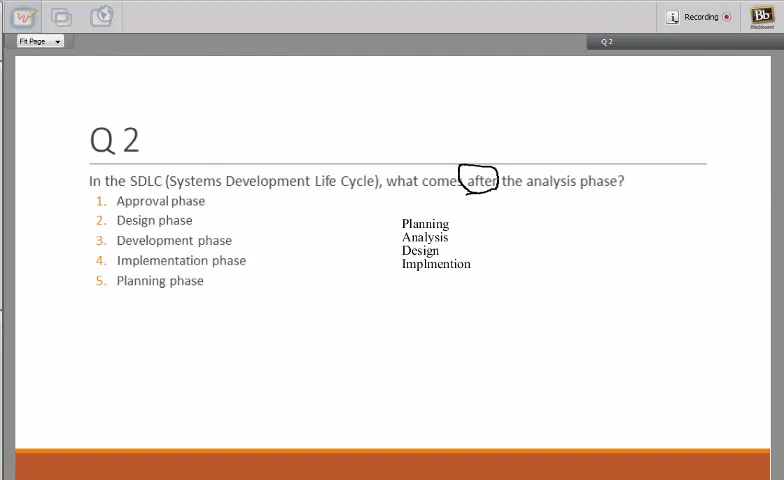 Recording
Bb
Blackboard
Fit Page
Q 2
Q 2
In the SDLC (Systems Development Life Cycle), what comes after the analysis phase?
1. Approval phase
2. Design phase
3. Development phase
4. Implementation phase
5. Planning phase
Planning
Analysis
Design
Implmention